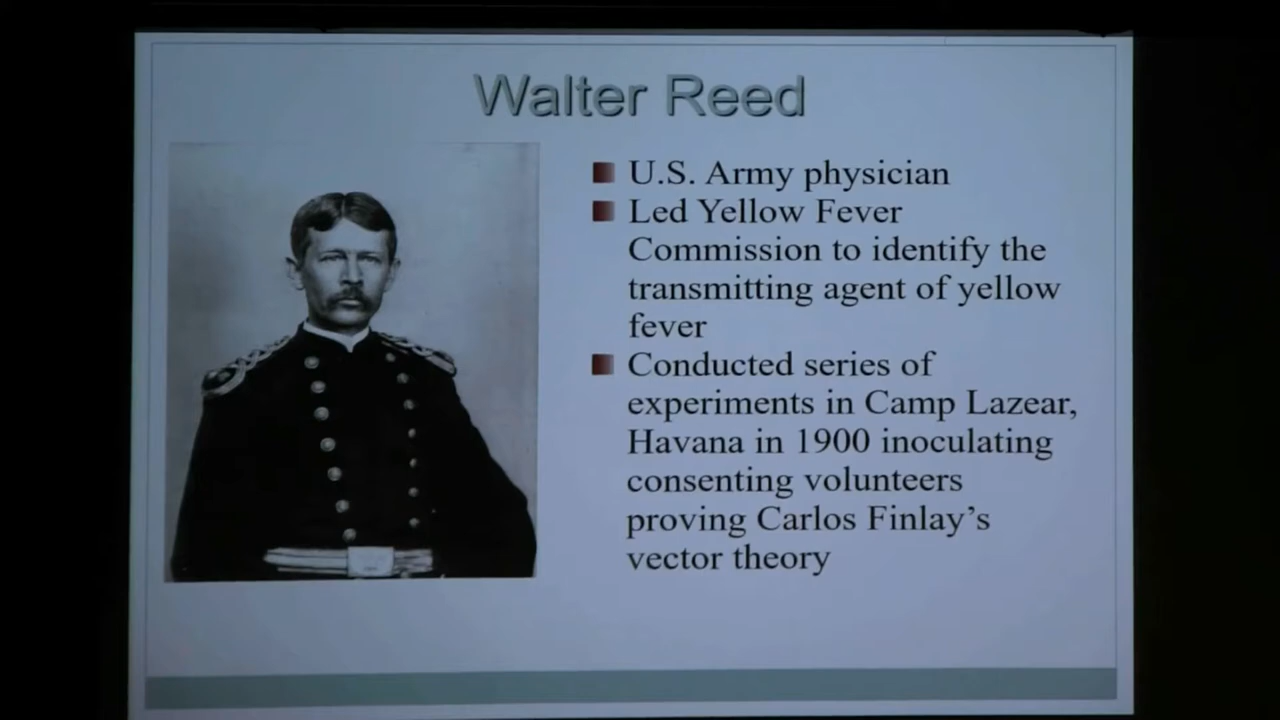 Walter Reed
U.S. Army physician
Led Yellow Fever
Commission to identify the
transmitting agent of yellow
fever
Conducted series of
experiments in Camp Lazear,
Havana in 1900 inoculating
consenting volunteers
proving Carlos Finlay's
vector theory